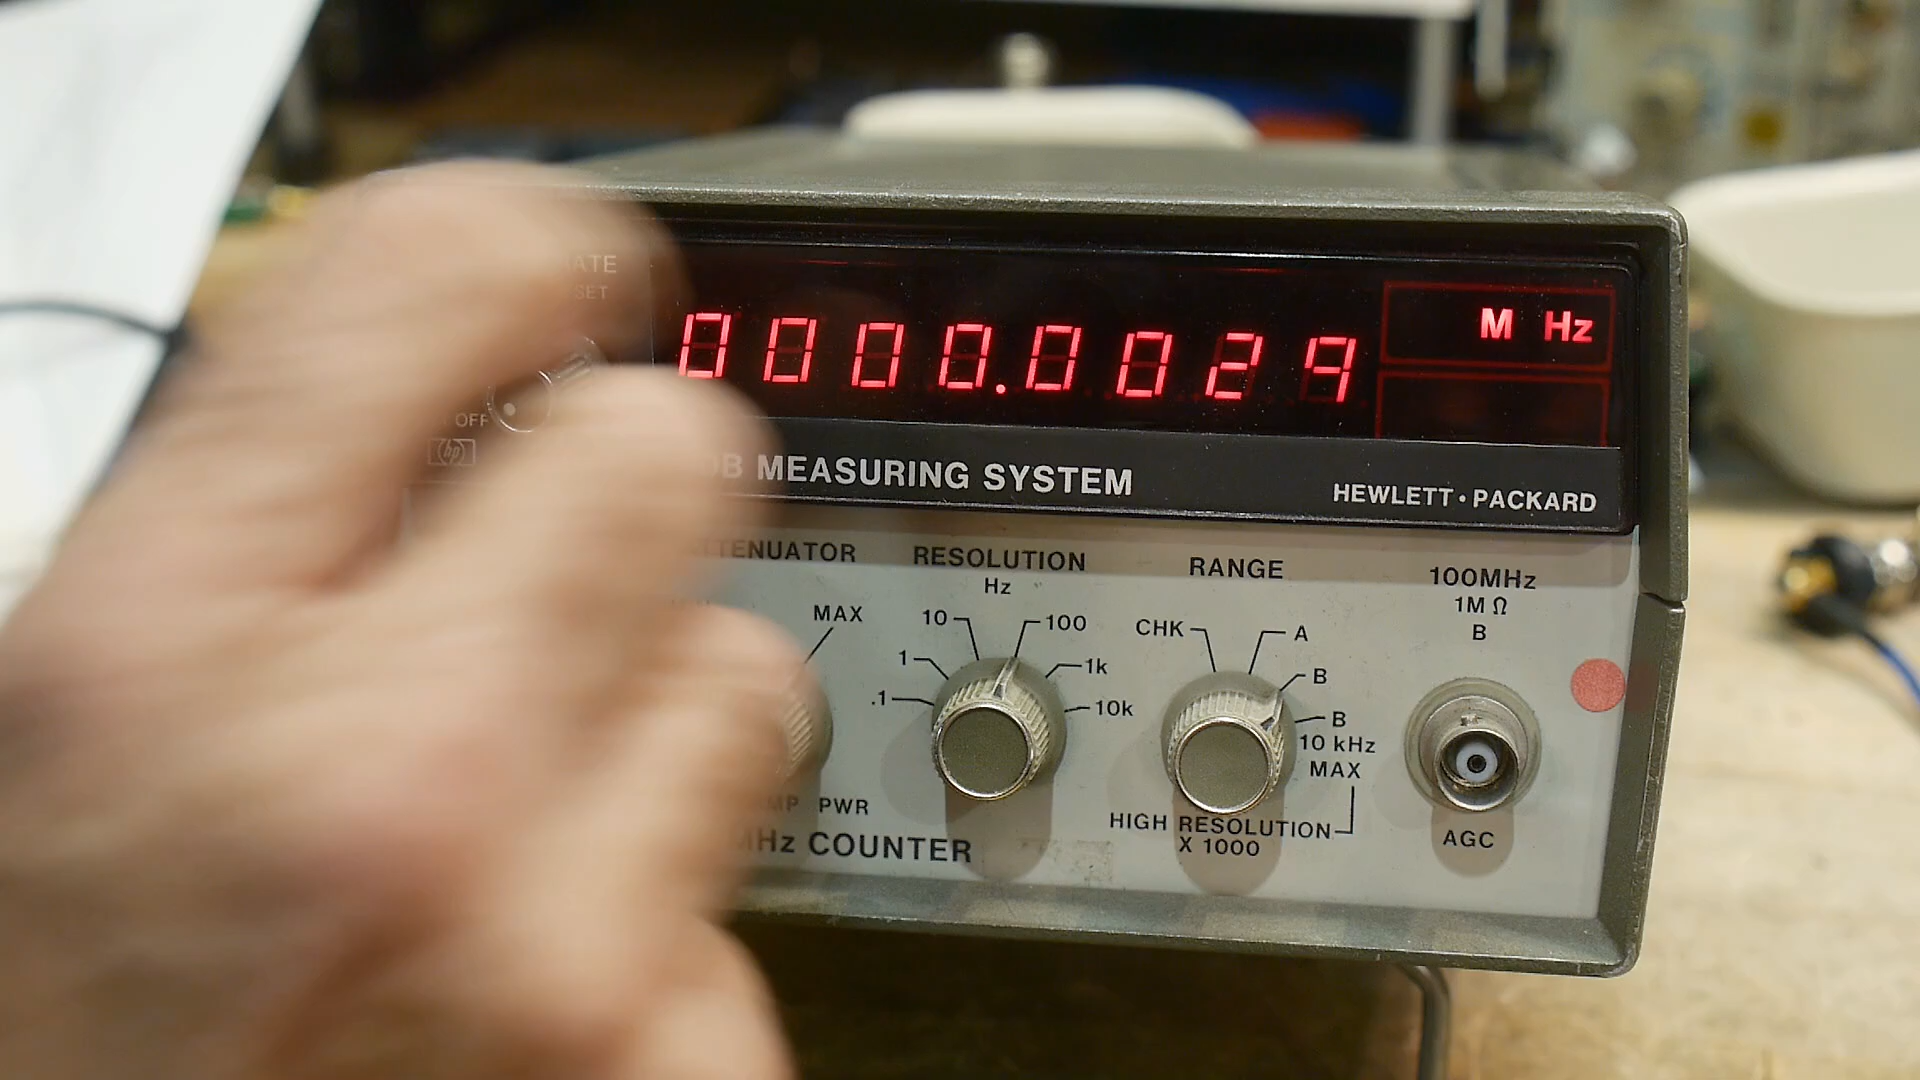 0000.0029
M Hz
OFF
hp
MEASURING SYSTEM
HEWLETT • PACKARD
RESOLUTION
Hz
RANGE
100MHz
1M Ω
B
MAX
10
100
1
1k
.1
10k
CHK
A
B
B
10 kHz
MAX
HIGH RESOLUTION
X 1000
PWR
COUNTER
AGC